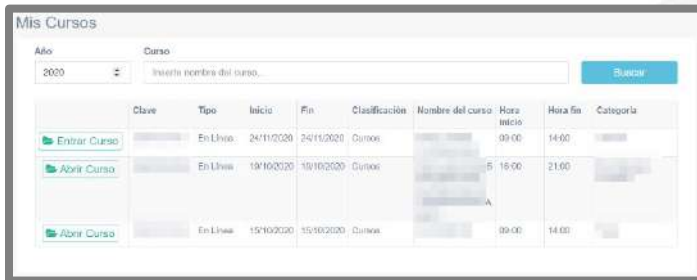 Mis Cursos
Año Curso
2020 Inserte nombre del curso... Buscar
Clave Tipo Inicio Fin Clasificación Nombre del curso Hora inicio Hora fin Categoría
Entrar Curso En Línea 24/11/2020 24/11/2020 Cursos 09:00 14:00
Abrir Curso En Línea 19/10/2020 19/10/2020 Cursos 16:00 21:00
Abrir Curso En Línea 15/10/2020 15/10/2020 Cursos 09:00 14:00